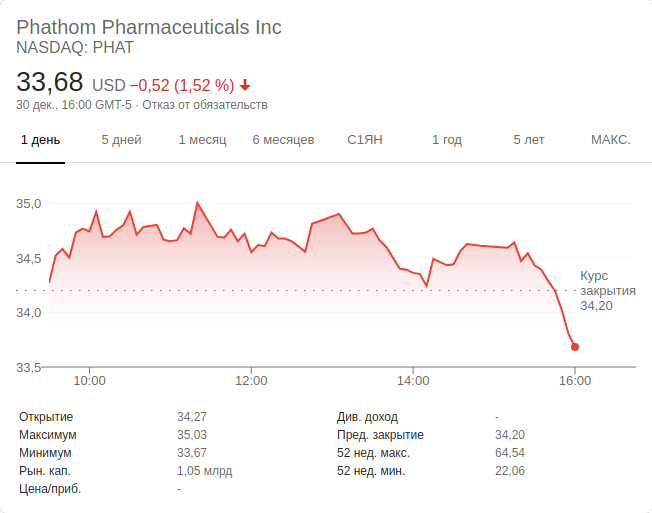 Phathom Pharmaceuticals Inc
NASDAQ: PHAT
33,68 USD −0,52 (1,52 %)
30 дек., 16:00 GMT-5 · Отказ от обязательств
1 день 5 дней 1 месяц 6 месяцев С1ЯН 1 год 5 лет МАКС.
35,0
34,5
34,0
33,5
Курс
закрытия
34,20
10:00 12:00 14:00 16:00
Открытие 34,27 Див. доход -
Максимум 35,03 Пред. закрытие 34,20
Минимум 33,67 52 нед. макс. 64,54
Рын. кап. 1,05 млрд 52 нед. мин. 22,06
Цена/приб. -